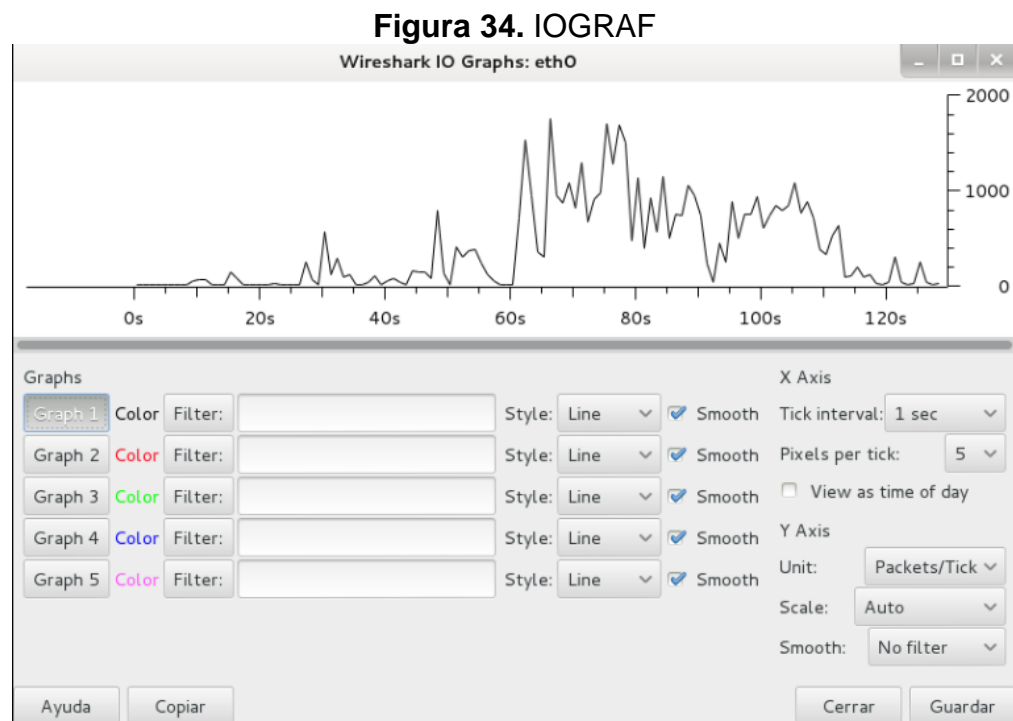 Figura 34. IOGRAF
Wireshark IO Graphs: eth0
2000
1000
0
0s 20s 40s 60s 80s 100s 120s
Graphs
X Axis
Graph 1 Color Filter: Style: Line Smooth Tick interval: 1 sec
Graph 2 Color Filter: Style: Line Smooth Pixels per tick: 5
Graph 3 Color Filter: Style: Line Smooth View as time of day
Graph 4 Color Filter: Style: Line Smooth Y Axis
Graph 5 Color Filter: Style: Line Smooth Unit: Packets/Tick
Scale: Auto
Smooth: No filter
Ayuda Copiar Cerrar Guardar